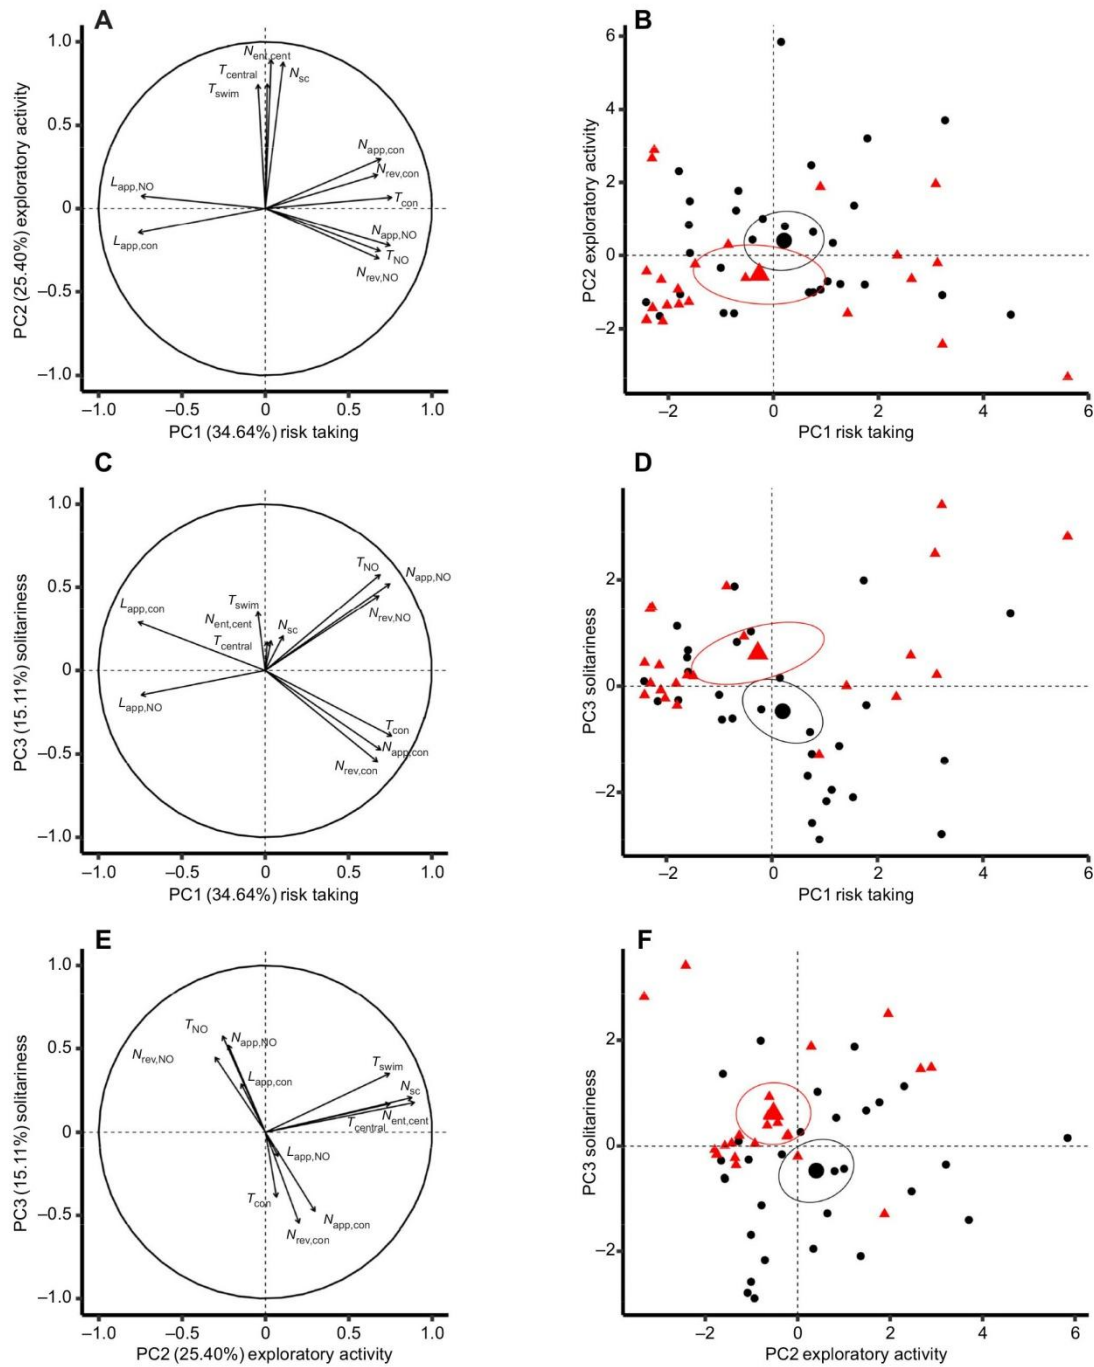 A
1.0
0.5
0
–0.5
–1.0
PC2 (25.40%) exploratory activity
N_ent,cent
T_central
N_sc
T_swim
N_app,con
N_rev,con
L_app,NO
T_con
L_app,con
N_app,NO
T_NO
N_rev,NO
–1.0 –0.5 0 0.5 1.0
PC1 (34.64%) risk taking
B
6
4
2
0
–2
PC2 exploratory activity
–2 0 2 4 6
PC1 risk taking
C
1.0
0.5
0
–0.5
–1.0
PC3 (15.11%) solitariness
T_NO
N_app,NO
L_app,con
T_swim
N_rev,NO
N_ent,cent
N_sc
T_central
L_app,NO
T_con
N_app,con
N_rev,con
–1.0 –0.5 0 0.5 1.0
PC1 (34.64%) risk taking
D
2
0
–2
PC3 solitariness
–2 0 2 4 6
PC1 risk taking
E
1.0
0.5
0
–0.5
–1.0
PC3 (15.11%) solitariness
T_NO
N_app,NO
N_rev,NO
L_app,con
T_swim
N_sc
N_ent,cent
T_central
L_app,NO
T_con
N_app,con
N_rev,con
–1.0 –0.5 0 0.5 1.0
PC2 (25.40%) exploratory activity
F
2
0
–2
PC3 solitariness
–2 0 2 4 6
PC2 exploratory activity